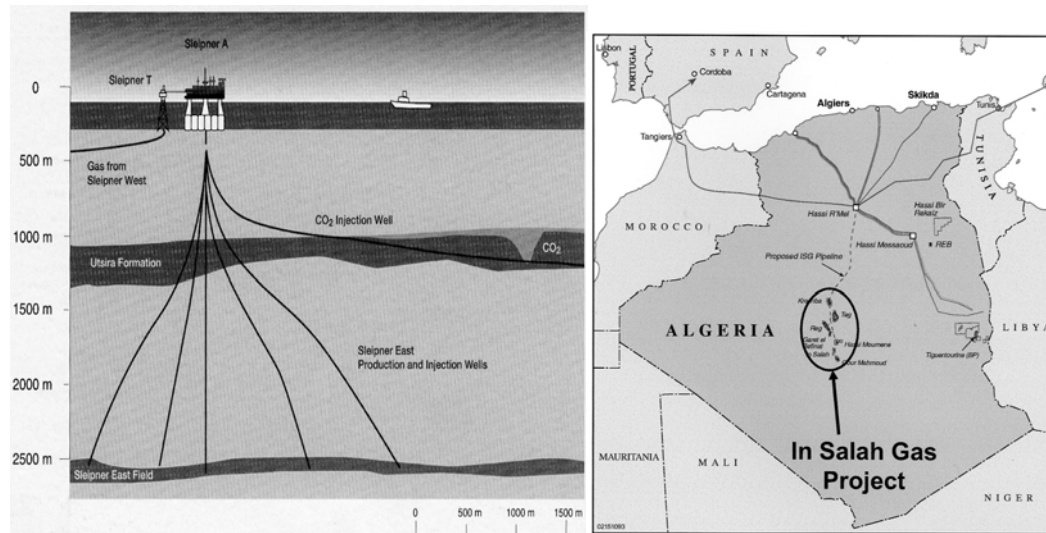 Sleipner A
Sleipner T
0
500 m
1000 m
1500 m
2000 m
2500 m
Gas from
Sleipner West
CO₂ Injection Well
CO₂
Utsira Formation
Sleipner East
Production and Injection Wells
Sleipner East Field
0
500 m
1000 m
1500 m
Lisbon
PORTUGAL
SPAIN
Cordoba
Cartagena
Algiers
Skikda
Tunis
Tangiers
TUNISIA
MOROCCO
Hassi R'Mel
Hassi Bir
Rekaiz
Hassi Messaoud
REB
Proposed ISG Pipeline
Teg
Reg
Garet el
Hassi Moumene
In Salah
Gour Mahmoud
ALGERIA
LIBYA
Tiguentourine (BP)
In Salah Gas
Project
MAURITANIA
MALI
NIGER
02151093